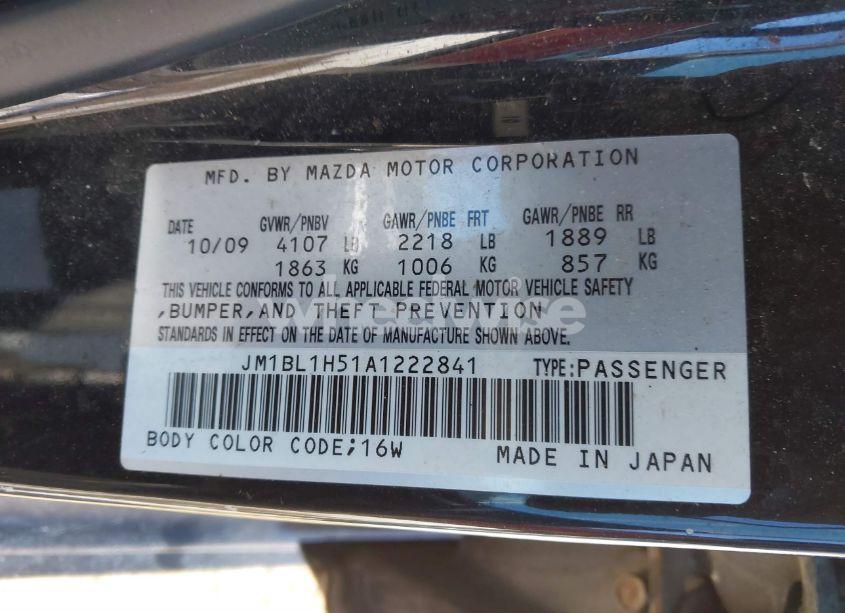 MFD. BY MAZDA MOTOR CORPORATION
DATE GVWR/PNBV GAWR/PNBE FRT GAWR/PNBE RR
10/09 4107 LB 2218 LB 1889 LB
1863 KG 1006 KG 857 KG
THIS VEHICLE CONFORMS TO ALL APPLICABLE FEDERAL MOTOR VEHICLE SAFETY
,BUMPER,AND THEFT PREVENTION
STANDARDS IN EFFECT ON THE DATE OF MANUFACTURE SHOWN ABOVE.
JM1BL1H51A1222841 TYPE:PASSENGER
BODY COLOR CODE;16W MADE IN JAPAN